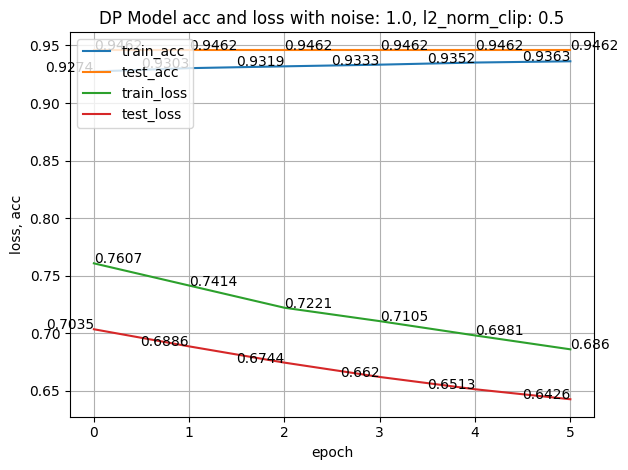 DP Model acc and loss with noise: 1.0, l2_norm_clip: 0.5
0.95
0.90
0.85
0.80
0.75
0.70
0.65
loss, acc
train_acc
test_acc
train_loss
test_loss
0.9462 0.9462 0.9462 0.9462 0.9462 0.9462
0.9274 0.9303 0.9319 0.9333 0.9352 0.9363
0.7607 0.7414 0.7221 0.7105 0.6981 0.686
0.7035 0.6886 0.6744 0.662 0.6513 0.6426
0 1 2 3 4 5
epoch